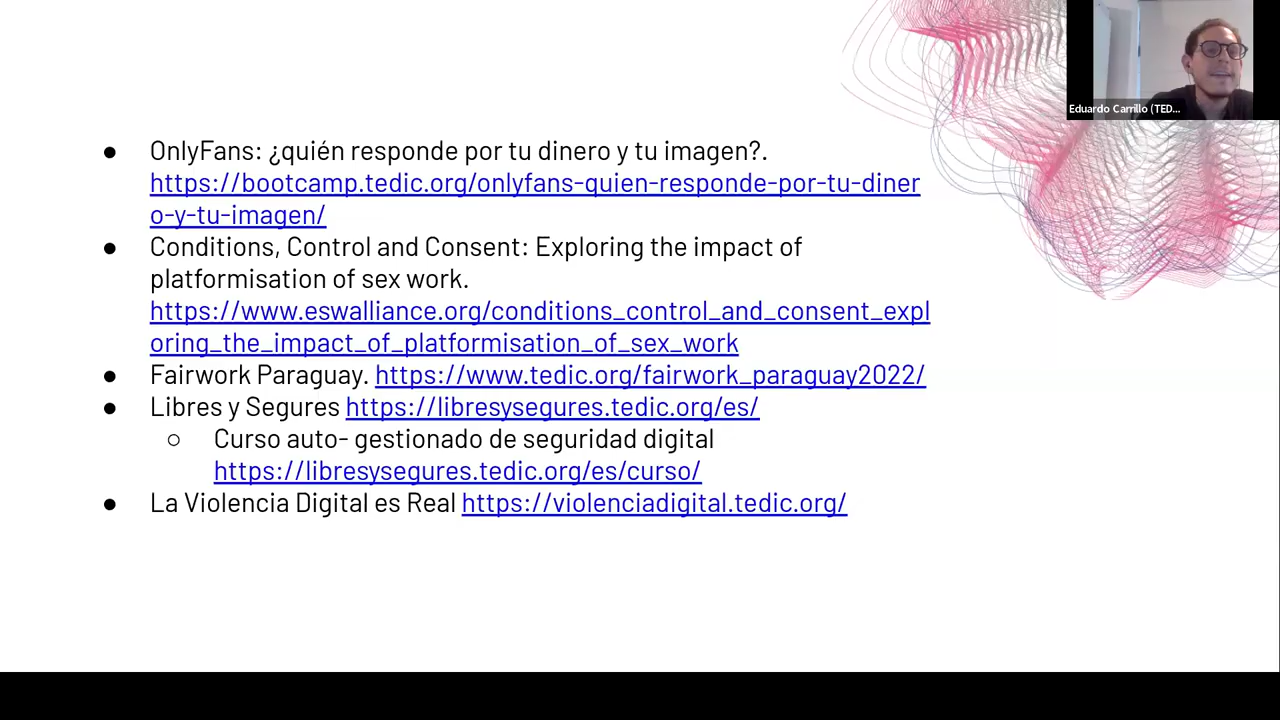 OnlyFans: ¿quién responde por tu dinero y tu imagen?.
https://bootcamp.tedic.org/onlyfans-quien-responde-por-tu-diner
o-y-tu-imagen/
Conditions, Control and Consent: Exploring the impact of
platformisation of sex work.
https://www.eswalliance.org/conditions_control_and_consent_expl
oring_the_impact_of_platformisation_of_sex_work
Fairwork Paraguay. https://www.tedic.org/fairwork_paraguay2022/
Libres y Segures https://libresysegures.tedic.org/es/
Curso auto- gestionado de seguridad digital
https://libresysegures.tedic.org/es/curso/
La Violencia Digital es Real https://violenciadigital.tedic.org/
Eduardo Carrillo (TED...